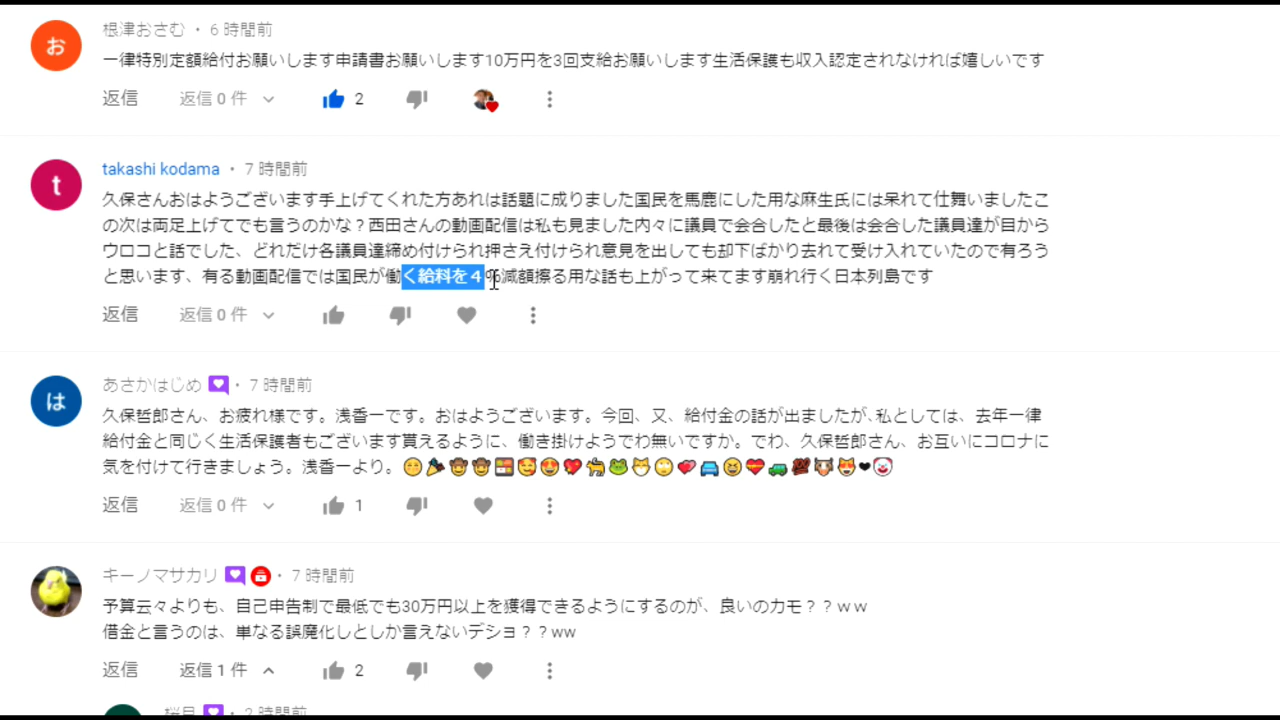 お
根津おさむ ・ 6 時間前
一律特別定額給付お願いします申請書お願いします10万円を3回支給お願いします生活保護も収入認定されなければ嬉しいです
返信 返信 0 件 2
t
takashi kodama ・ 7 時間前
久保さんおはようございます手上げてくれた方あれは話題に成りました国民を馬鹿にした用な麻生氏には呆れて仕舞いましたこ
の次は両足上げてでも言うのかな？西田さんの動画配信は私も見ました内々に議員で会合したと最後は会合した議員達が目から
ウロコと話でした、どれだけ各議員達締め付けられ押さえ付けられ意見を出しても却下ばかり去れて受け入れていたので有ろう
と思います、有る動画配信では国民が働く給料を４%減額擦る用な話も上がって来てます崩れ行く日本列島です
返信 返信 0 件
は
あさかはじめ ・ 7 時間前
久保哲郎さん、お疲れ様です。浅香一です。おはようございます。今回、又、給付金の話が出ましたが､私としては、去年一律
給付金と同じく生活保護者もございます貰えるように、働き掛けようでわ無いですか。でわ、久保哲郎さん、お互いにコロナに
気を付けて行きましょう。浅香一より。
返信 返信 0 件 1
キーノマサカリ ・ 7 時間前
予算云々よりも、自己申告制で最低でも30万円以上を獲得できるようにするのが、良いのカモ？？ｗｗ
借金と言うのは、単なる誤魔化しとしか言えないデショ？？ww
返信 返信 1 件 2